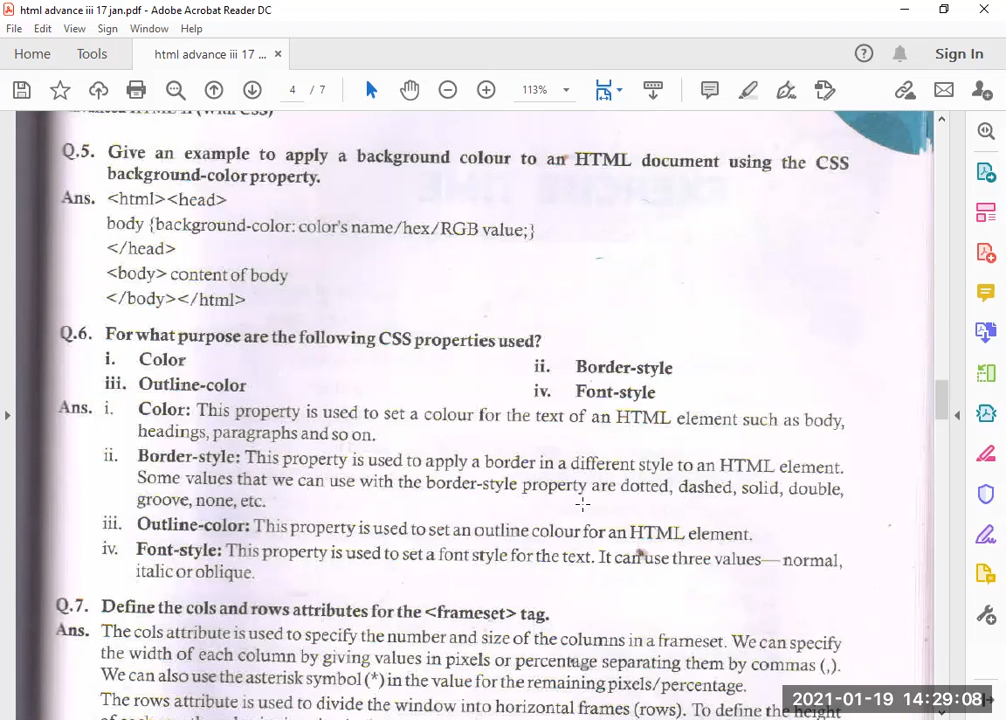 html advance iii 17 jan.pdf - Adobe Acrobat Reader DC
File Edit View Sign Window Help
Home Tools html advance iii 17 ... × Sign In
4 / 7 113%
Q.5. Give an example to apply a background colour to an HTML document using the CSS
background-color property.
Ans. <html><head>
body {background-color: color's name/hex/RGB value;}
</head>
<body> content of body
</body></html>
Q.6. For what purpose are the following CSS properties used?
i. Color ii. Border-style
iii. Outline-color iv. Font-style
Ans. i. Color: This property is used to set a colour for the text of an HTML element such as body,
headings, paragraphs and so on.
ii. Border-style: This property is used to apply a border in a different style to an HTML element.
Some values that we can use with the border-style property are dotted, dashed, solid, double,
groove, none, etc.
iii. Outline-color: This property is used to set an outline colour for an HTML element.
iv. Font-style: This property is used to set a font style for the text. It can use three values—normal,
italic or oblique.
Q.7. Define the cols and rows attributes for the <frameset> tag.
Ans. The cols attribute is used to specify the number and size of the columns in a frameset. We can specify
the width of each column by giving values in pixels or percentage separating them by commas (,).
We can also use the asterisk symbol (*) in the value for the remaining pixels/percentage.
The rows attribute is used to divide the window into horizontal frames (rows). To define the height
2021-01-19 14:29:08